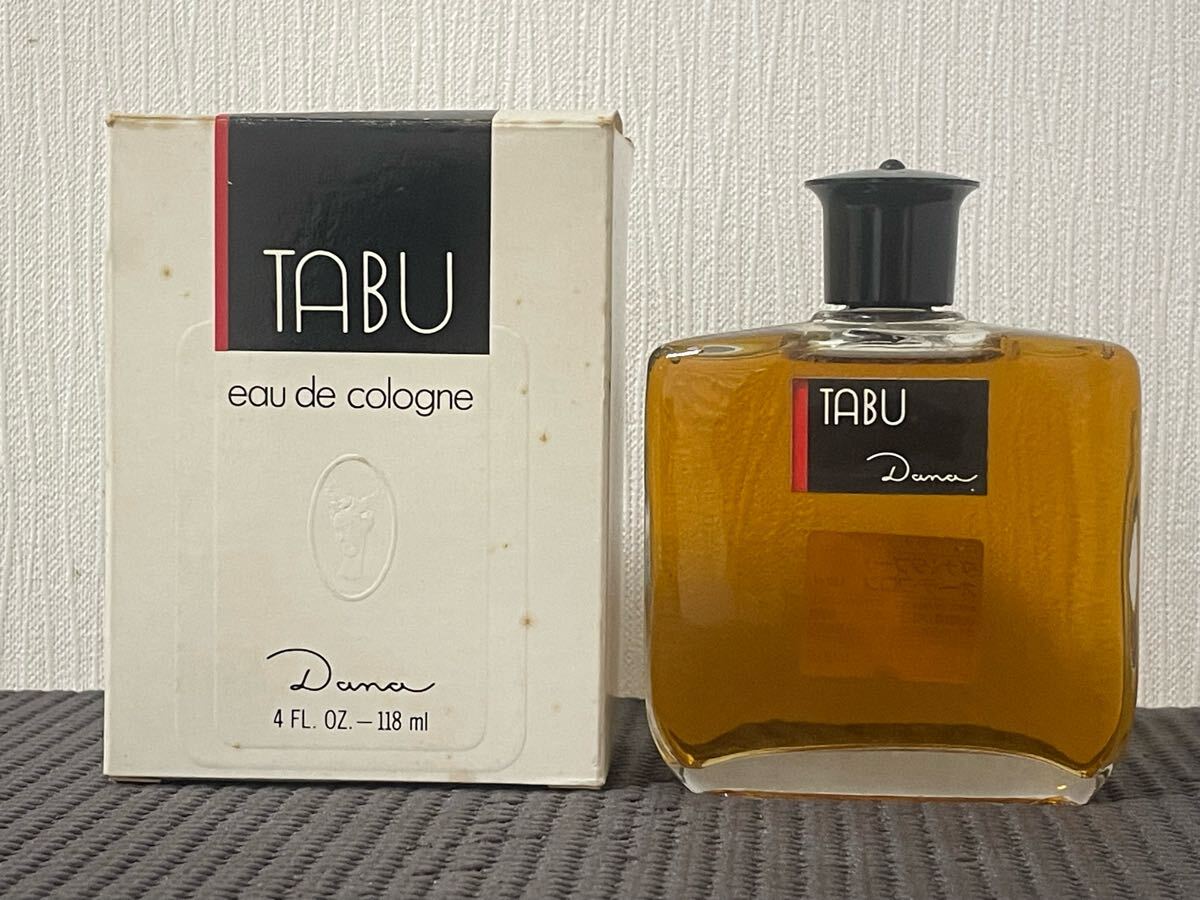 TABU
eau de cologne
Dana
4 FL. OZ. – 118 ml
TABU
Dana